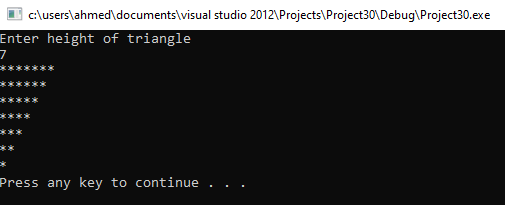 c:\users\ahmed\documents\visual studio 2012\Projects\Project30\Debug\Project30.exe
Enter height of triangle
7
*******
******
*****
****
***
**
*
Press any key to continue . . .